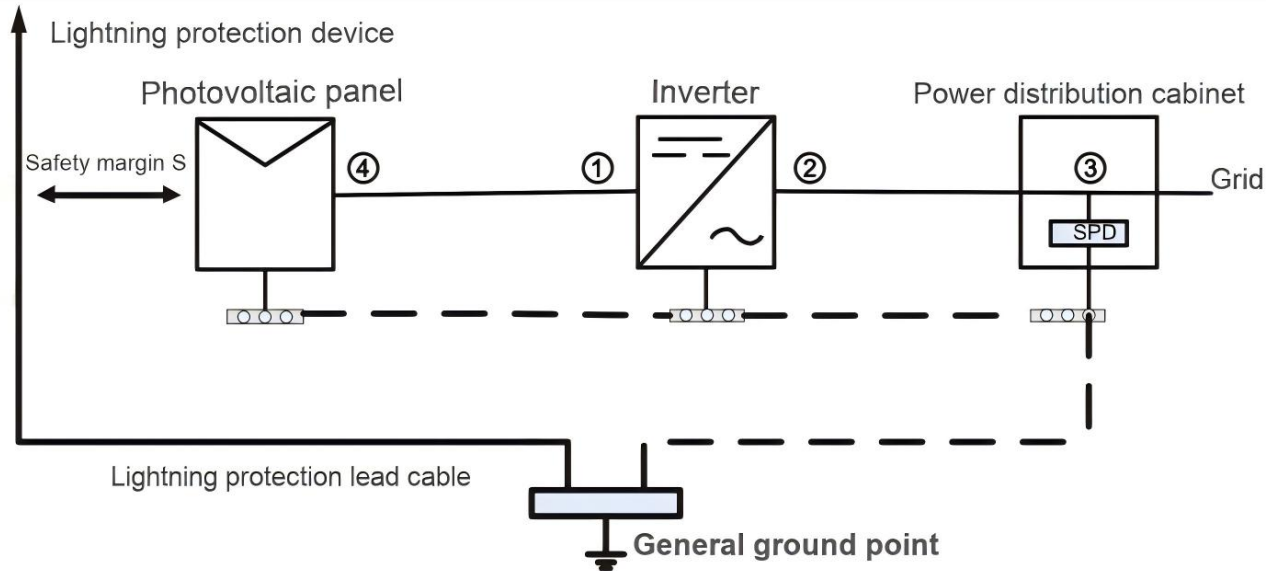 Lightning protection device
Photovoltaic panel
Inverter
Power distribution cabinet
Safety margin S
④
①
②
③
Grid
SPD
Lightning protection lead cable
General ground point